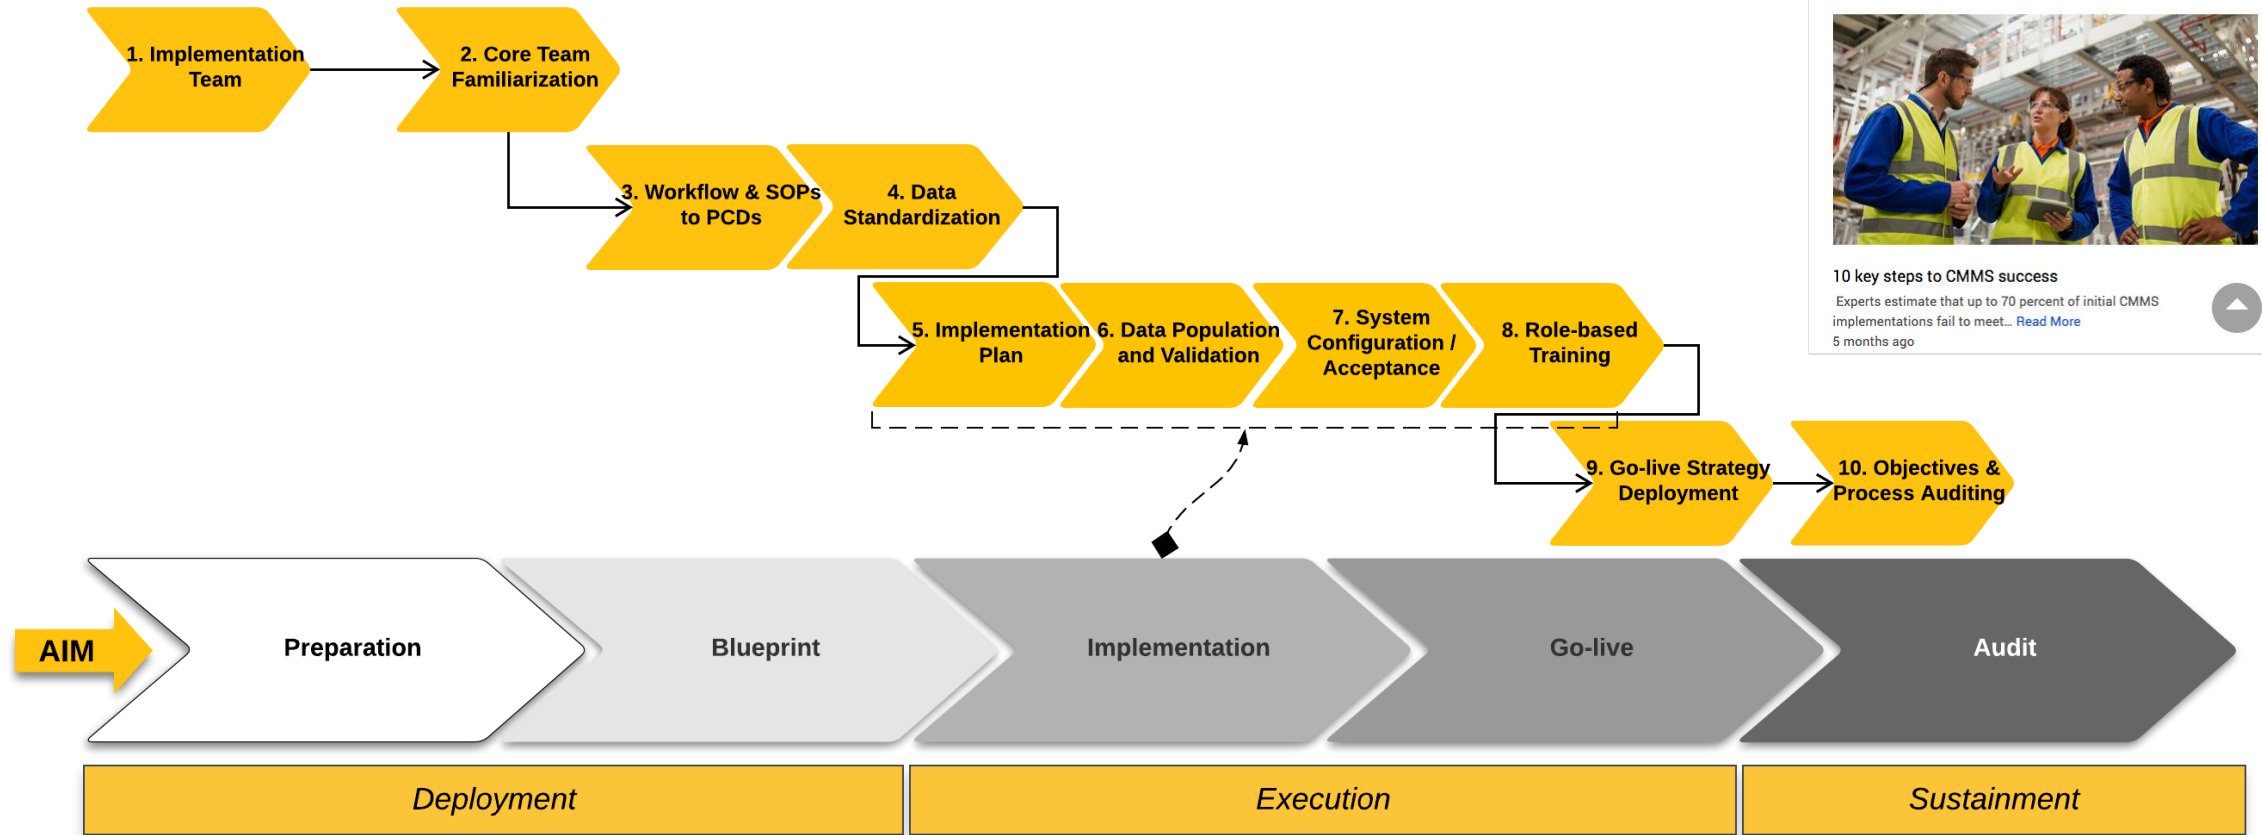 1. Implementation
Team
2. Core Team
Familiarization
3. Workflow & SOPs
to PCDs
4. Data
Standardization
5. Implementation
Plan
6. Data Population
and Validation
7. System
Configuration /
Acceptance
8. Role-based
Training
9. Go-live Strategy
Deployment
10. Objectives &
Process Auditing
10 key steps to CMMS success
Experts estimate that up to 70 percent of initial CMMS
implementations fail to meet... Read More
5 months ago
AIM
Preparation
Blueprint
Implementation
Go-live
Audit
Deployment
Execution
Sustainment